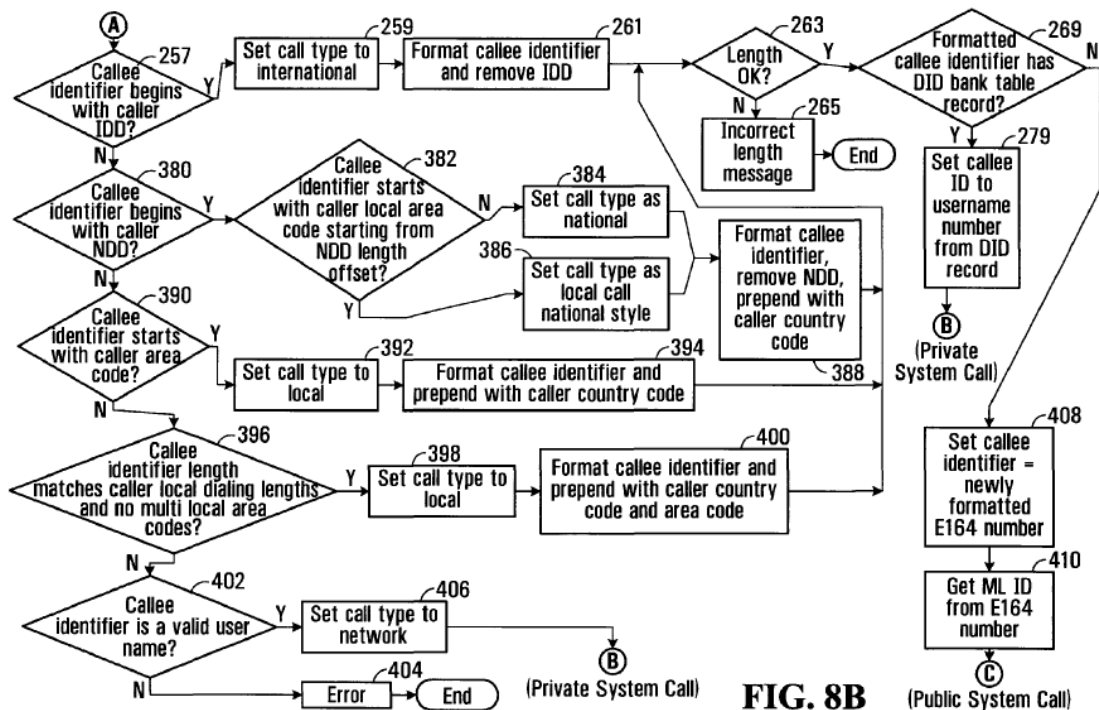 A
257
Callee
identifier begins
with caller
IDD?
Y
N
259
Set call type to
international
261
Format callee identifier
and remove IDD
263
Length
OK?
Y
N
265
Incorrect
length
message
End
269
Formatted
callee identifier has
DID bank table
record?
N
Y
279
Set callee
ID to
username
number
from DID
record
B
(Private
System Call)
380
Callee
identifier begins
with caller
NDD?
Y
N
382
Callee
identifier starts
with caller local area
code starting from
NDD length
offset?
N
Y
384
Set call type as
national
386
Set call type as
local call
national style
Format callee
identifier,
remove NDD,
prepend with
caller country
code
388
390
Callee
identifier starts
with caller area
code?
Y
N
392
Set call type to
local
394
Format callee identifier and
prepend with caller country code
396
Callee
identifier length
matches caller local dialing lengths
and no multi local area
codes?
Y
N
398
Set call type to
local
400
Format callee identifier and
prepend with caller country
code and area code
402
Callee
identifier is a valid user
name?
Y
N
406
Set call type to
network
B
(Private System Call)
404
Error
End
408
Set callee
identifier =
newly
formatted
E164 number
410
Get ML ID
from E164
number
C
(Public System Call)
FIG. 8B